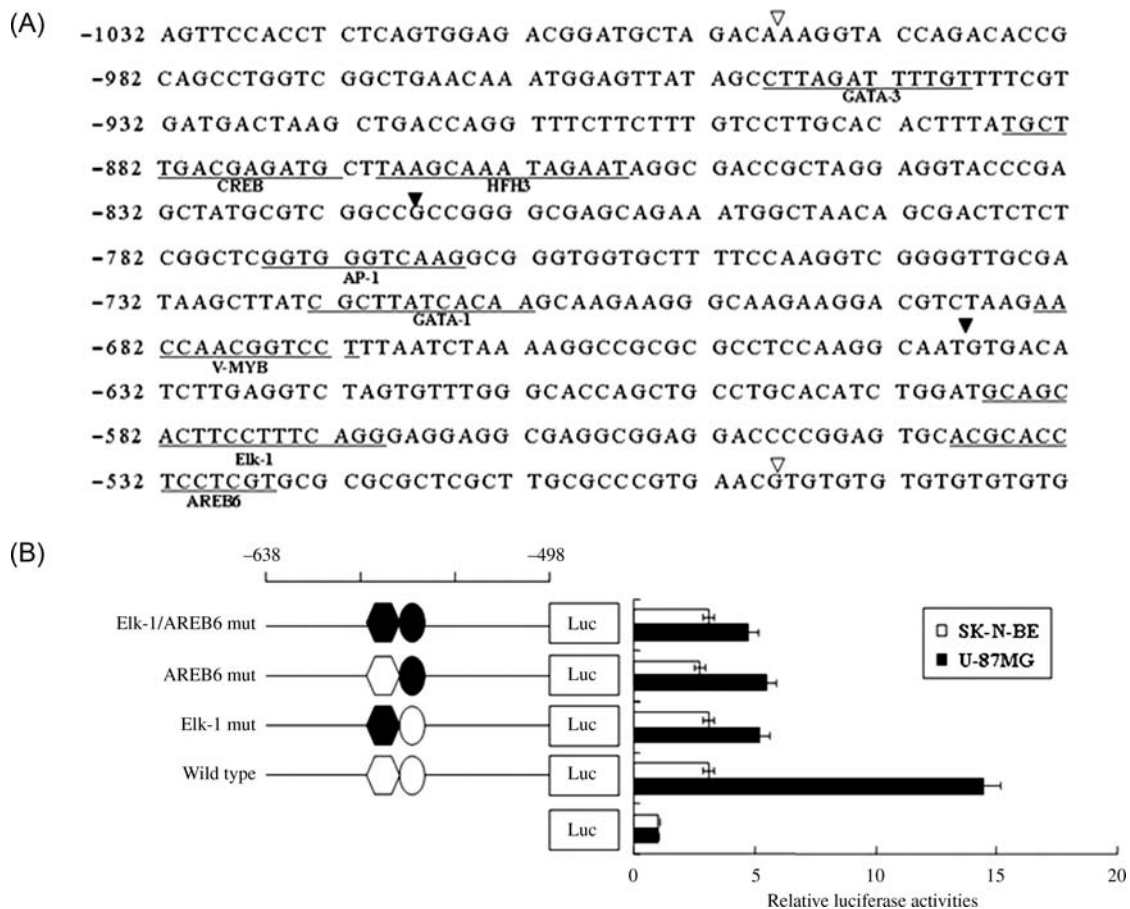 (A)
-1032 AGTTCCACCT CTCAGTGGAG ACGGATGCTA GACAAAGGTA CCAGACACCG
-982 CAGCCTGGTC GGCTGAACAA ATGGAGTTAT AGCCTTAGAT TTTGTTTTCGT
GATA-3
-932 GATGACTAAG CTGACCAGGT TTCTTCTTT GTCCTTGCAC ACTTTATGCT
-882 TGACGAGATG CTTAAGCAAA TAGAATAGGC GACCGCTAGG AGGTACCCGA
CREB HFH3
-832 GCTATGCGTC GGCCGCCGGG GCGAGCAGAA ATGGCTAACA GCGACTCTCT
-782 CGGCTCGGTG GGTCAAGGCG GGTGGTGCTT TTCCAAGGTC GGGGTTGCGA
AP-1
-732 TAAGCTTATC GCTTATCACA AGCAAGAAGG GCAAGAAGGA CGTCTAAGAA
GATA-1
-682 CCAACGGTCC TTTAATCTAA AAGGCCGCGC GCCTCCAAGG CAATGTGACA
V-MYB
-632 TCTTGAGGTC TAGTGTTTGG GCACCAGCTG CCTGCACATC TGGATGCAGC
-582 ACTTCCTTTC AGGGAGGAGG CGAGGCGGAG GACCCCGGAG TGCACGCACC
Elk-1
-532 TCCTCGTGCG CGCGCTCGCT TGCGCCCGTG AACGTGTGTG TGTGTGTGTG
AREB6
(B)
–638 –498
Elk-1/AREB6 mut Luc
AREB6 mut Luc
Elk-1 mut Luc
Wild type Luc
Luc
SK-N-BE
U-87MG
0 5 10 15 20
Relative luciferase activities